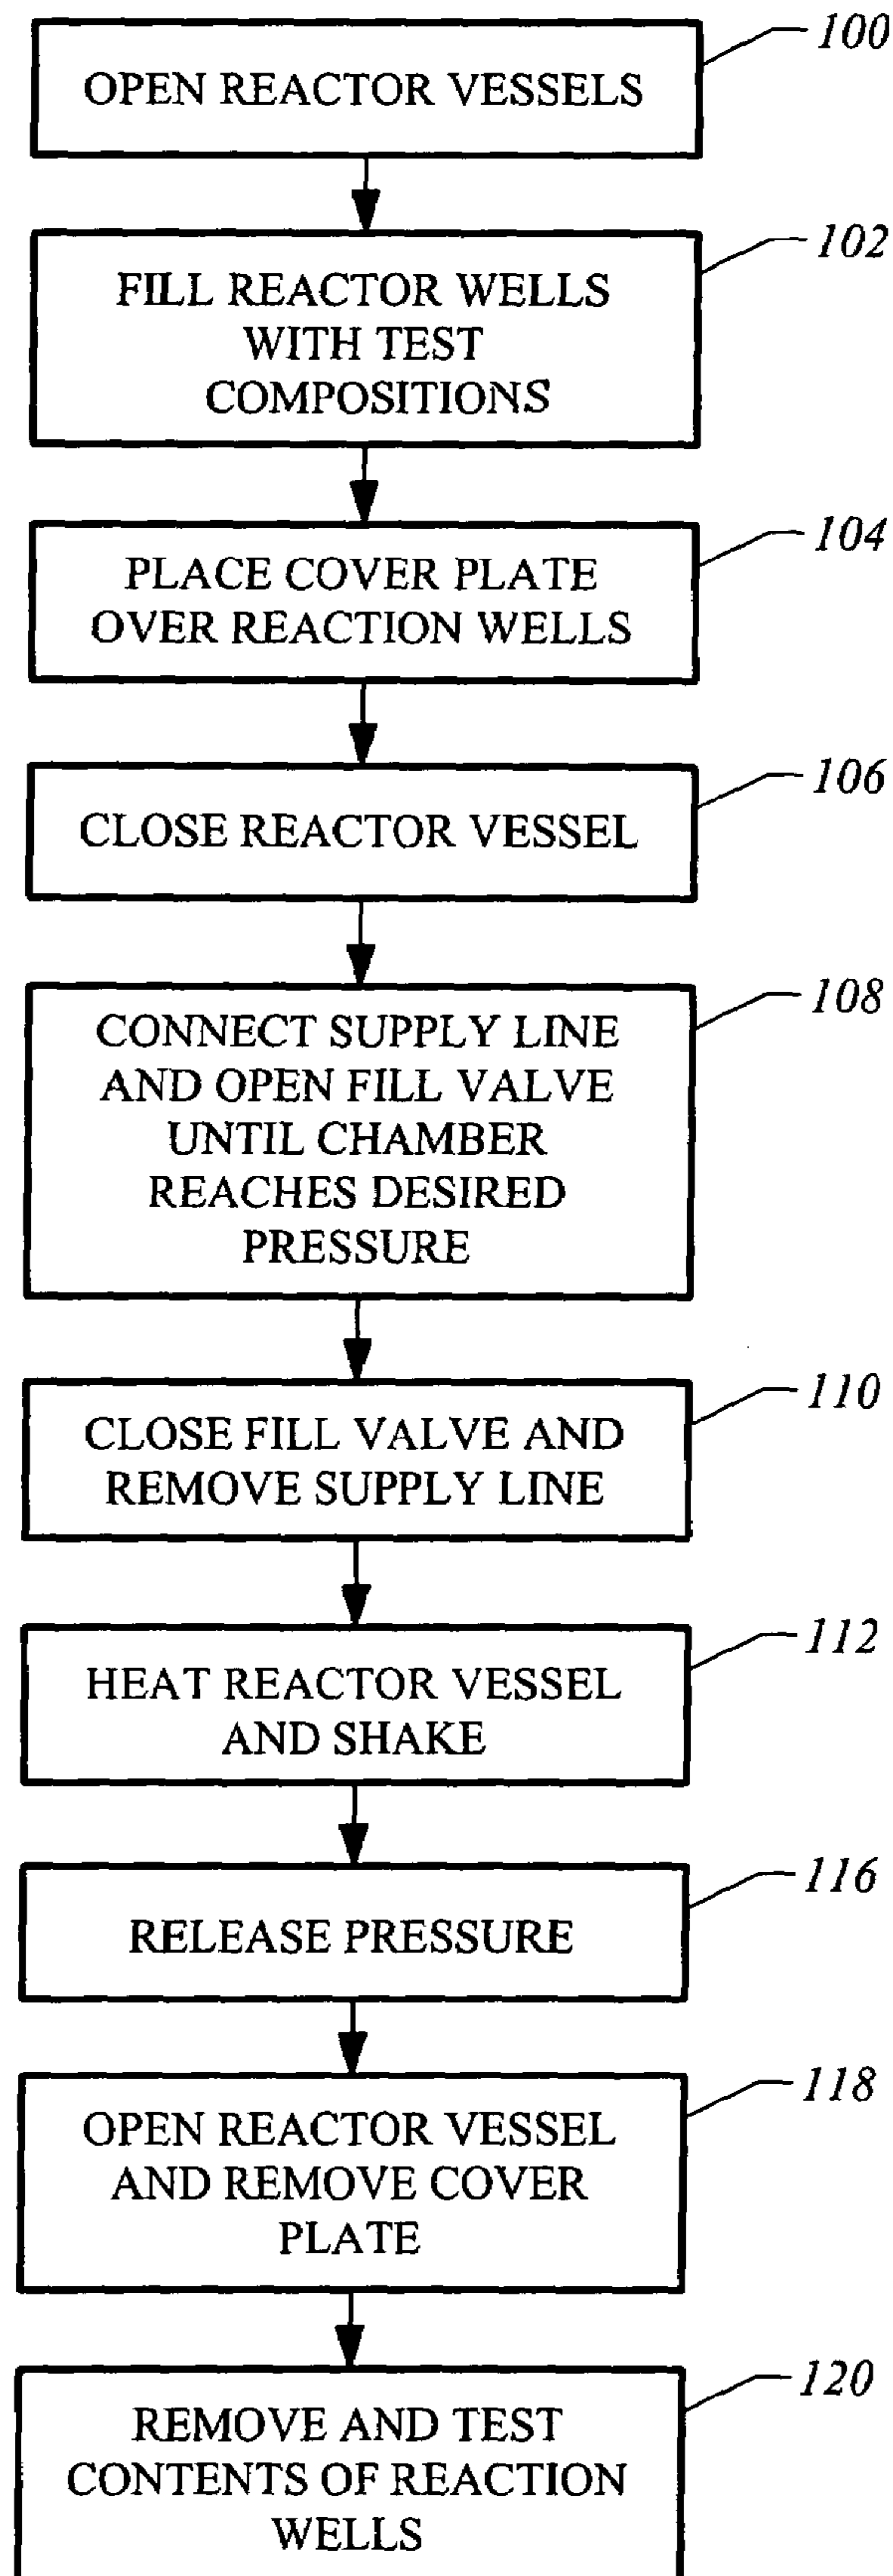 100
OPEN REACTOR VESSELS
102
FILL REACTOR WELLS
WITH TEST
COMPOSITIONS
104
PLACE COVER PLATE
OVER REACTION WELLS
106
CLOSE REACTOR VESSEL
108
CONNECT SUPPLY LINE
AND OPEN FILL VALVE
UNTIL CHAMBER
REACHES DESIRED
PRESSURE
110
CLOSE FILL VALVE AND
REMOVE SUPPLY LINE
112
HEAT REACTOR VESSEL
AND SHAKE
116
RELEASE PRESSURE
118
OPEN REACTOR VESSEL
AND REMOVE COVER
PLATE
120
REMOVE AND TEST
CONTENTS OF REACTION
WELLS